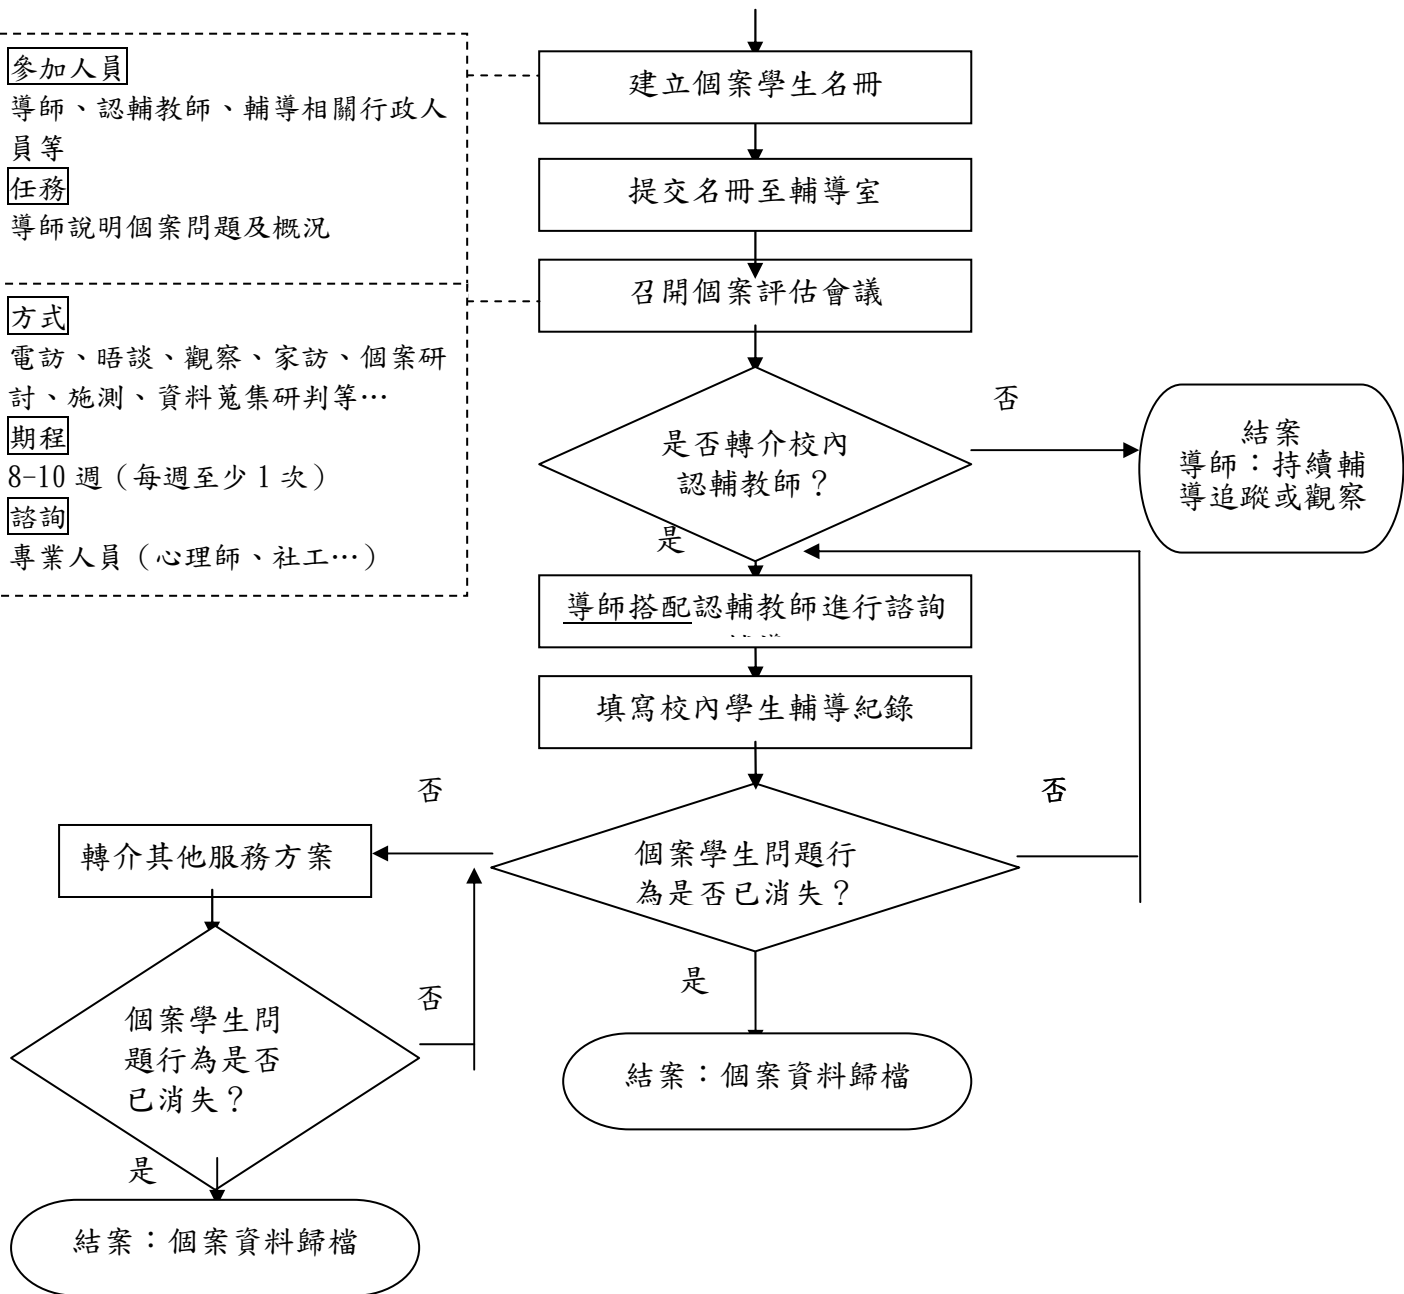 參加人員
導師、認輔教師、輔導相關行政人
員等
任務
導師說明個案問題及概況
方式
電訪、晤談、觀察、家訪、個案研
討、施測、資料蒐集研判等…
期程
8-10 週（每週至少 1 次）
諮詢
專業人員（心理師、社工…）
建立個案學生名冊
提交名冊至輔導室
召開個案評估會議
是否轉介校內
認輔教師？
否
結案
導師：持續輔
導追蹤或觀察
是
導師搭配認輔教師進行諮詢
填寫校內學生輔導紀錄
個案學生問題行
為是否已消失？
否
否
轉介其他服務方案
是
結案：個案資料歸檔
個案學生問
題行為是否
已消失？
否
是
結案：個案資料歸檔